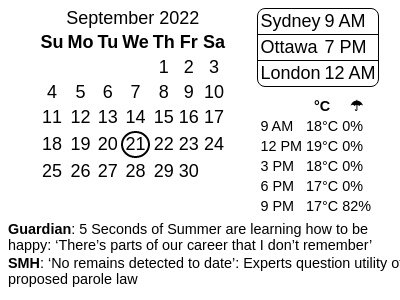 September 2022
Su Mo Tu We Th Fr Sa
1 2 3
4 5 6 7 8 9 10
11 12 13 14 15 16 17
18 19 20 21 22 23 24
25 26 27 28 29 30
Sydney 9 AM
Ottawa 7 PM
London 12 AM
°C ☂
9 AM 18°C 0%
12 PM 19°C 0%
3 PM 18°C 0%
6 PM 17°C 0%
9 PM 17°C 82%
Guardian: 5 Seconds of Summer are learning how to be
happy: ‘There’s parts of our career that I don’t remember’
SMH: ‘No remains detected to date’: Experts question utility of
proposed parole law